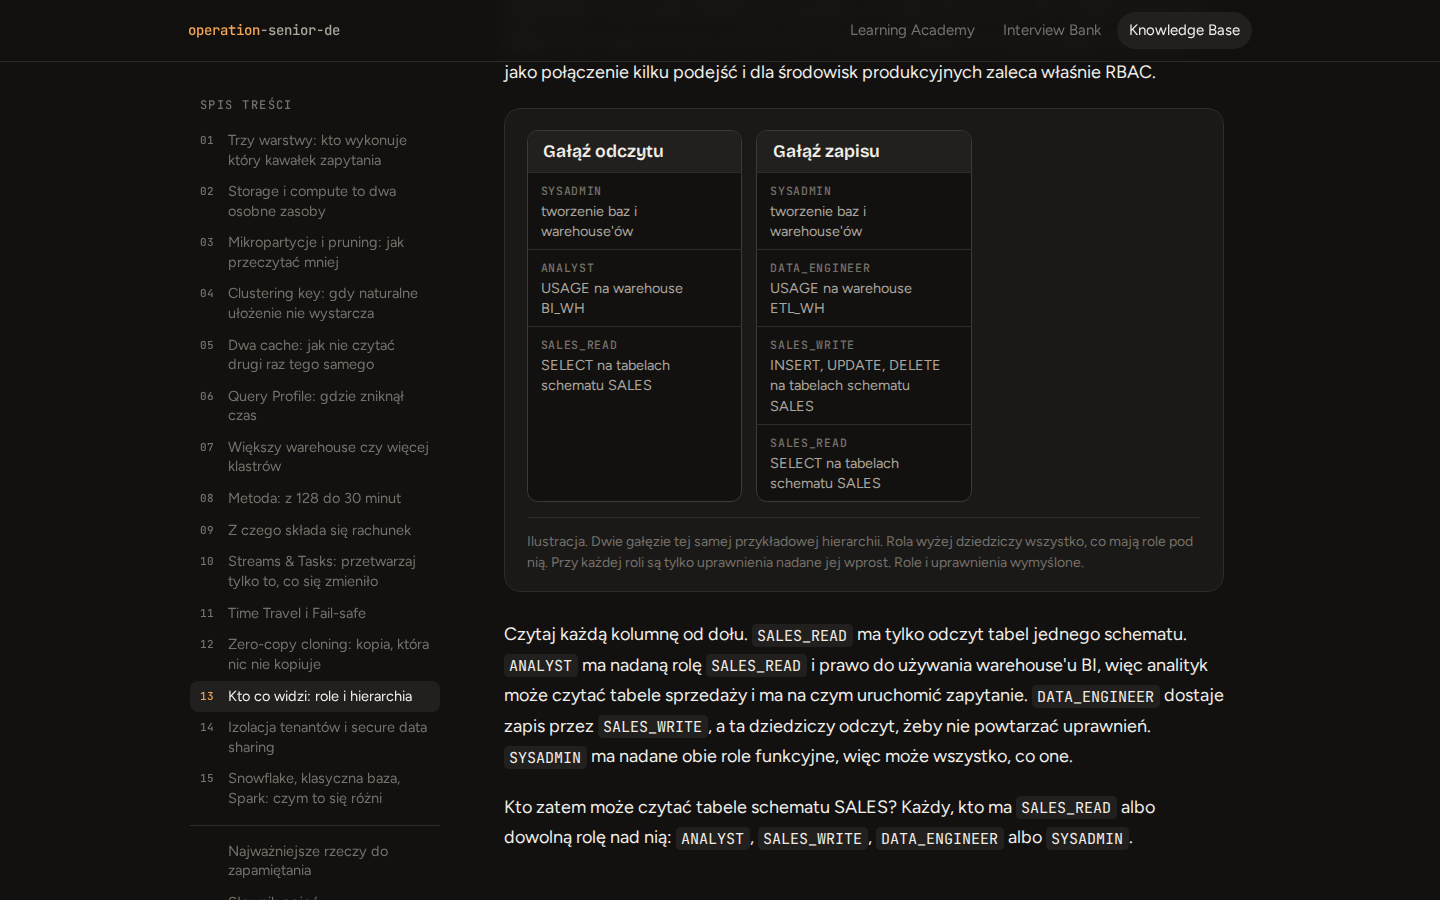 operation-senior-de
Learning Academy
Interview Bank
Knowledge Base
SPIS TREŚCI
01 Trzy warstwy: kto wykonuje
który kawałek zapytania
02 Storage i compute to dwa
osobne zasoby
03 Mikropartycje i pruning: jak
przeczytać mniej
04 Clustering key: gdy naturalne
ułożenie nie wystarcza
05 Dwa cache: jak nie czytać
drugi raz tego samego
06 Query Profile: gdzie zniknął
czas
07 Większy warehouse czy więcej
klastrów
08 Metoda: z 128 do 30 minut
09 Z czego składa się rachunek
10 Streams & Tasks: przetwarzaj
tylko to, co się zmieniło
11 Time Travel i Fail-safe
12 Zero-copy cloning: kopia, która
nic nie kopiuje
13 Kto co widzi: role i hierarchia
14 Izolacja tenantów i secure data
sharing
15 Snowflake, klasyczna baza,
Spark: czym to się różni
Najważniejsze rzeczy do
zapamiętania
jako połączenie kilku podejść i dla środowisk produkcyjnych zaleca właśnie RBAC.
Gałąź odczytu
SYSADMIN
tworzenie baz i
warehouse'ów
ANALYST
USAGE na warehouse
BI_WH
SALES_READ
SELECT na tabelach
schematu SALES
Gałąź zapisu
SYSADMIN
tworzenie baz i
warehouse'ów
DATA_ENGINEER
USAGE na warehouse
ETL_WH
SALES_WRITE
INSERT, UPDATE, DELETE
na tabelach schematu
SALES
SALES_READ
SELECT na tabelach
schematu SALES
Ilustracja. Dwie gałęzie tej samej przykładowej hierarchii. Rola wyżej dziedziczy wszystko, co mają role pod
nią. Przy każdej roli są tylko uprawnienia nadane jej wprost. Role i uprawnienia wymyślone.
Czytaj każdą kolumnę od dołu. SALES_READ ma tylko odczyt tabel jednego schematu.
ANALYST ma nadaną rolę SALES_READ i prawo do używania warehouse'u BI, więc analityk
może czytać tabele sprzedaży i ma na czym uruchomić zapytanie. DATA_ENGINEER dostaje
zapis przez SALES_WRITE, a ta dziedziczy odczyt, żeby nie powtarzać uprawnień.
SYSADMIN ma nadane obie role funkcyjne, więc może wszystko, co one.
Kto zatem może czytać tabele schematu SALES? Każdy, kto ma SALES_READ albo
dowolną rolę nad nią: ANALYST, SALES_WRITE, DATA_ENGINEER albo SYSADMIN.